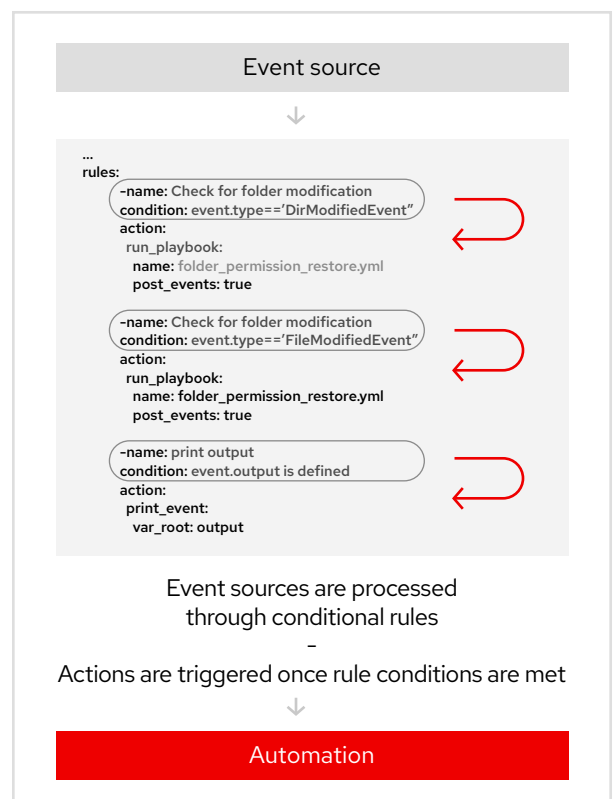 Event source
...
rules:
-name: Check for folder modification
condition: event.type==’DirModifiedEvent”
action:
run_playbook:
name: folder_permission_restore.yml
post_events: true
-name: Check for folder modification
condition: event.type==’FileModifiedEvent”
action:
run_playbook:
name: folder_permission_restore.yml
post_events: true
-name: print output
condition: event.output is defined
action:
print_event:
var_root: output
Event sources are processed
through conditional rules
-
Actions are triggered once rule conditions are met
Automation